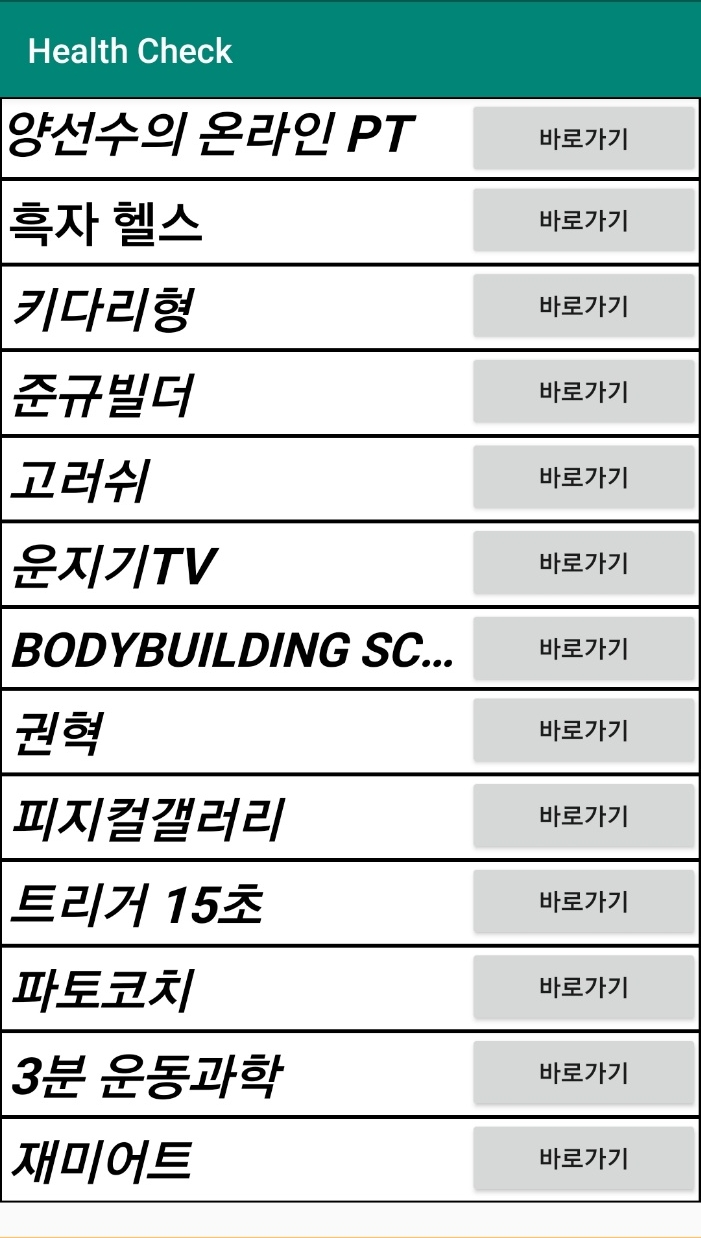 Health Check
양선수의 온라인 PT 바로가기
흑자 헬스 바로가기
키다리형 바로가기
준규빌더 바로가기
고러쉬 바로가기
운지기TV 바로가기
BODYBUILDING SC... 바로가기
권혁 바로가기
피지컬갤러리 바로가기
트리거 15초 바로가기
파토코치 바로가기
3분 운동과학 바로가기
재미어트 바로가기